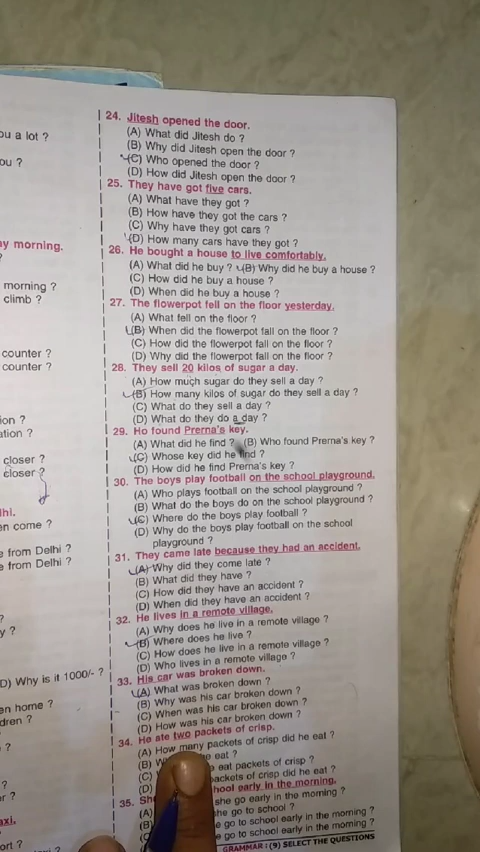 ou a lot ?
ou ?
ay morning.
?
morning ?
climb ?
counter ?
counter ?
ion ?
ation ?
closer ?
closer ?
lhi.
en come ?
e from Delhi ?
e from Delhi ?
?
y ?
D) Why is it 1000/- ?
en home ?
dren ?
?
?
ar ?
axi.
ort ?
24. Jitesh opened the door.
(A) What did Jitesh do ?
(B) Why did Jitesh open the door ?
(C) Who opened the door ?
(D) How did Jitesh open the door ?
25. They have got five cars.
(A) What have they got ?
(B) How have they got the cars ?
(C) Why have they got cars ?
(D) How many cars have they got ?
26. He bought a house to live comfortably.
(A) What did he buy ? (B) Why did he buy a house ?
(C) How did he buy a house ?
(D) When did he buy a house ?
27. The flowerpot fell on the floor yesterday.
(A) What fell on the floor ?
(B) When did the flowerpot fall on the floor ?
(C) How did the flowerpot fall on the floor ?
(D) Why did the flowerpot fall on the floor ?
28. They sell 20 kilos of sugar a day.
(A) How much sugar do they sell a day ?
(B) How many kilos of sugar do they sell a day ?
(C) What do they sell a day ?
(D) What do they do a day ?
29. Ho found Prerna's key.
(A) What did he find ? (B) Who found Prerna's key ?
(C) Whose key did he find ?
(D) How did he find Prerna's key ?
30. The boys play football on the school playground.
(A) Who plays football on the school playground ?
(B) What do the boys do on the school playground ?
(C) Where do the boys play football ?
(D) Why do the boys play football on the school
playground ?
31. They came late because they had an accident.
(A) Why did they come late ?
(B) What did they have ?
(C) How did they have an accident ?
(D) When did they have an accident ?
32. He lives in a remote village.
(A) Why does he live in a remote village ?
(B) Where does he live ?
(C) How does he live in a remote village ?
(D) Who lives in a remote village ?
33. His car was broken down.
(A) What was broken down ?
(B) Why was his car broken down ?
(C) When was his car broken down ?
(D) How was his car broken down ?
34. He ate two packets of crisp.
(A) How many packets of crisp did he eat ?
(B) eat ?
(C) eat packets of crisp ?
(D) packets of crisp did he eat ?
35. hool early in the morning.
(A) she go early in the morning ?
(B) he go to school ?
e go to school early in the morning ?
e go to school early in the morning ?
GRAMMAR : (9) SELECT THE QUESTIONS